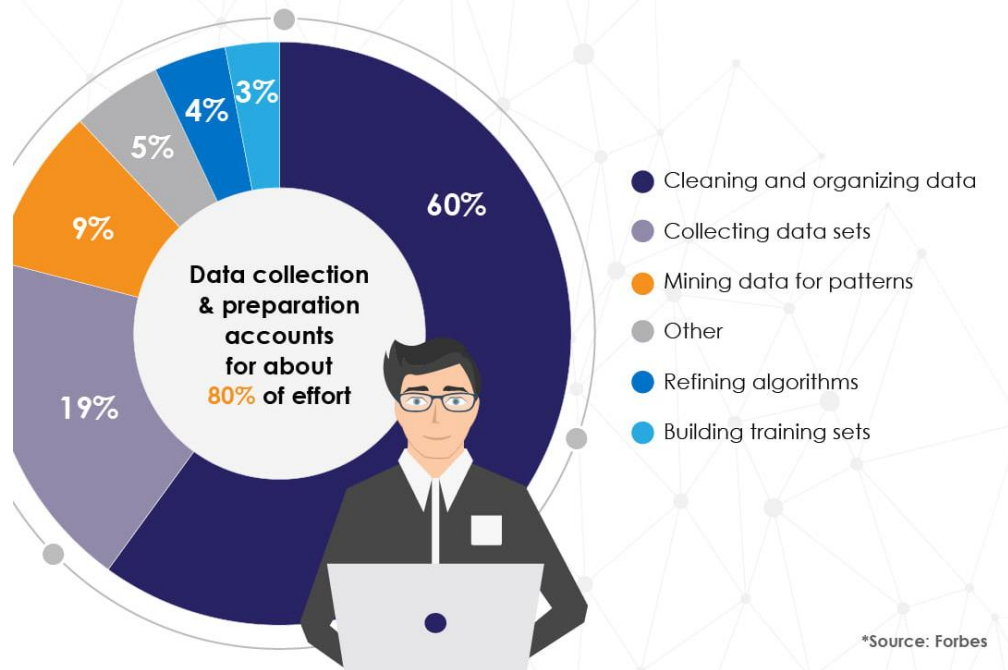 3%
4%
5%
60%
9%
19%
Data collection
& preparation
accounts
for about
80% of effort
Cleaning and organizing data
Collecting data sets
Mining data for patterns
Other
Refining algorithms
Building training sets
*Source: Forbes